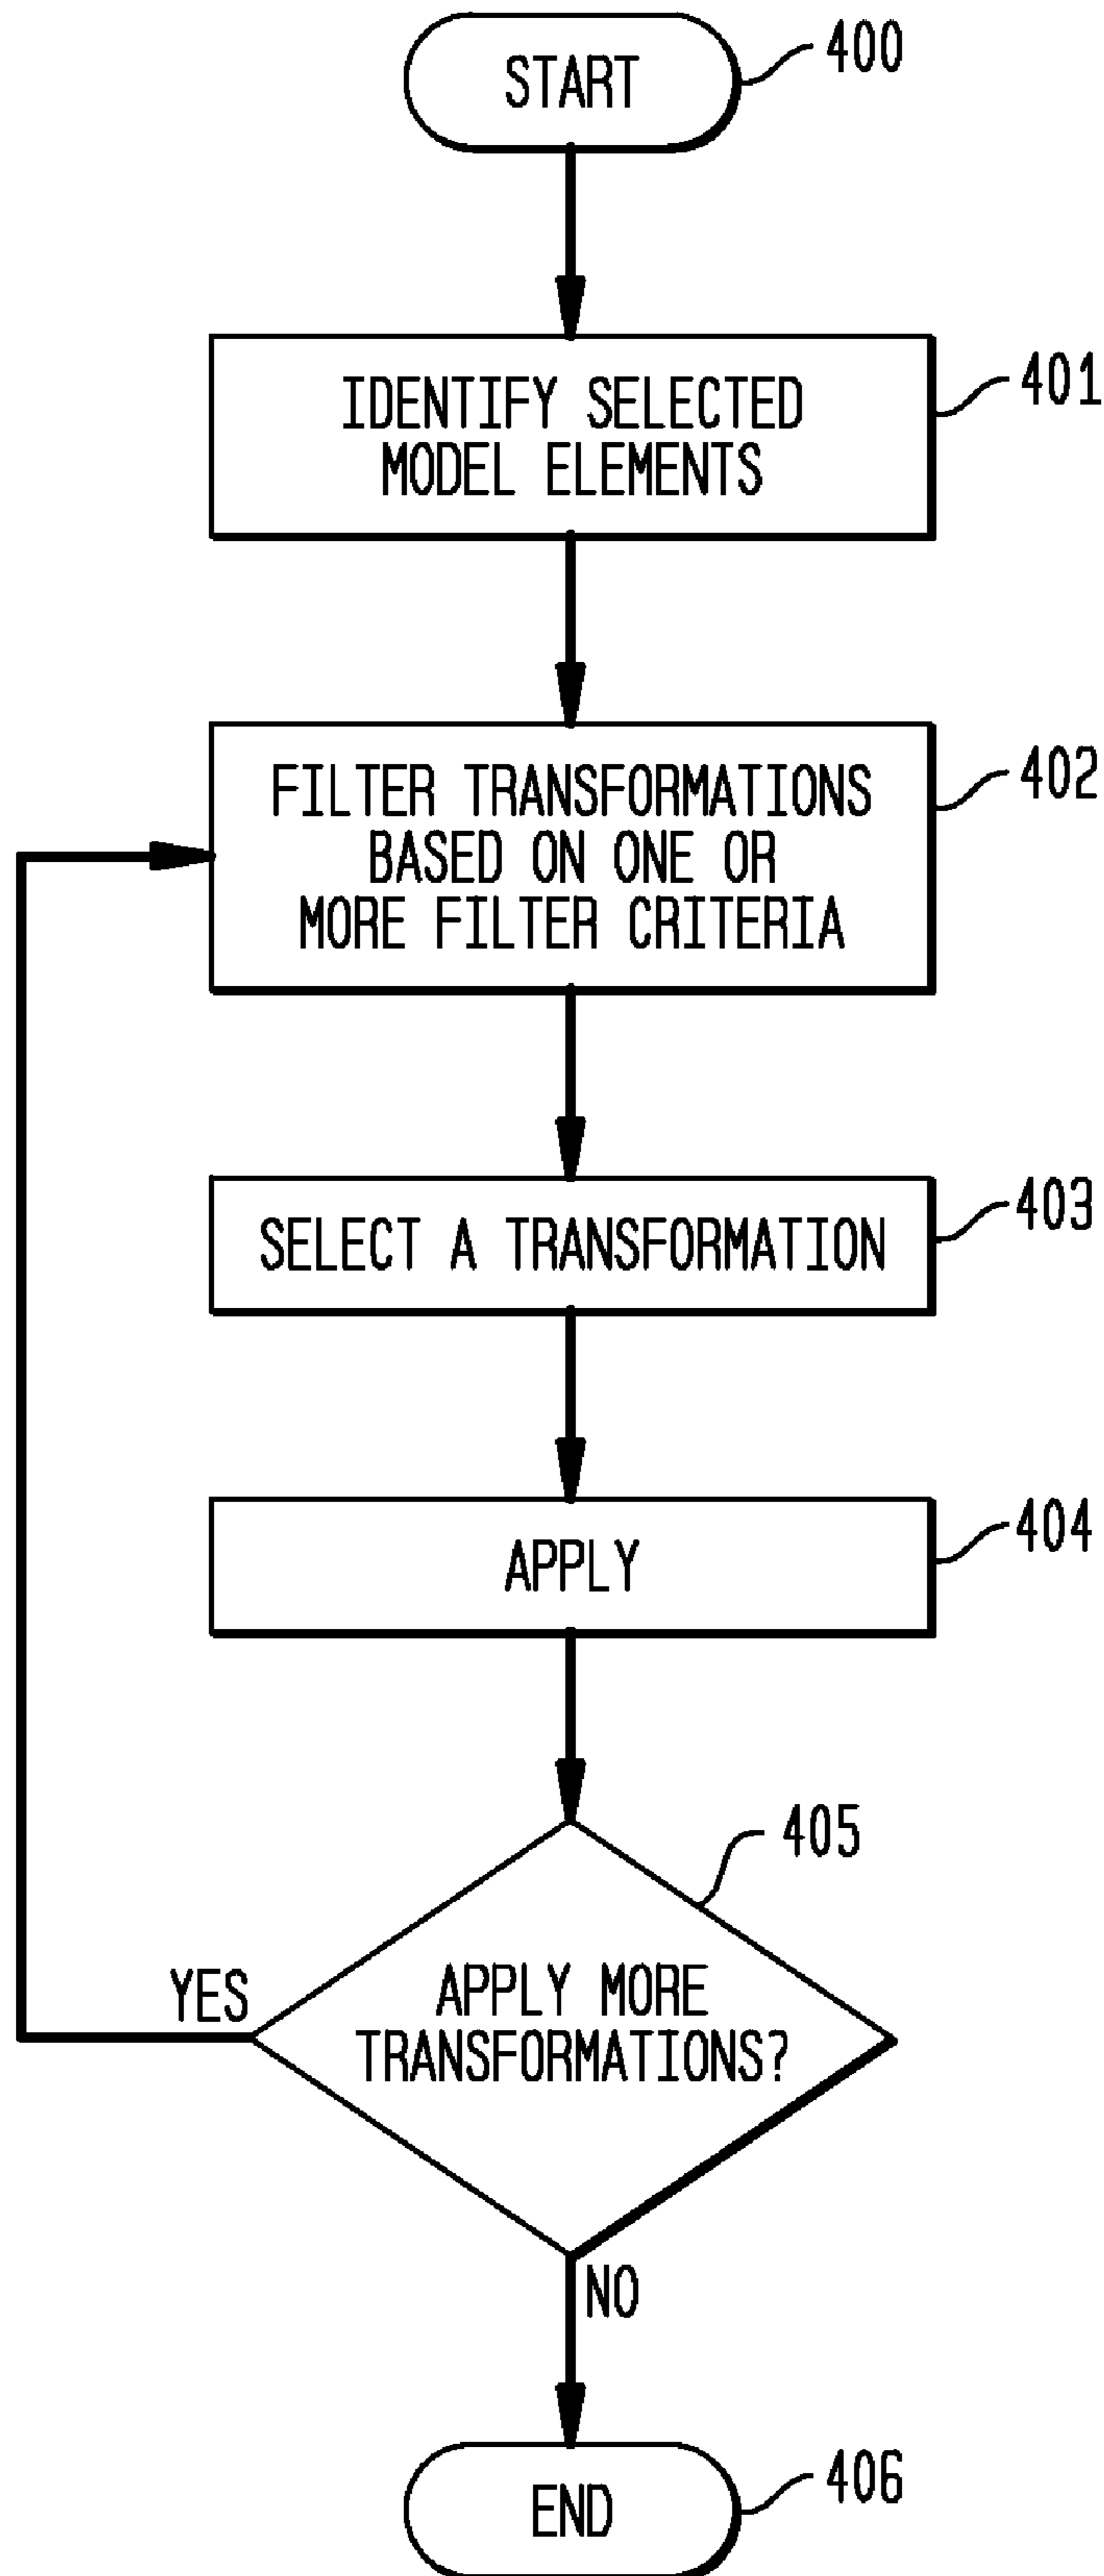 START
400
IDENTIFY SELECTED
MODEL ELEMENTS
401
FILTER TRANSFORMATIONS
BASED ON ONE OR
MORE FILTER CRITERIA
402
SELECT A TRANSFORMATION
403
APPLY
404
405
APPLY MORE
TRANSFORMATIONS?
YES
NO
END
406